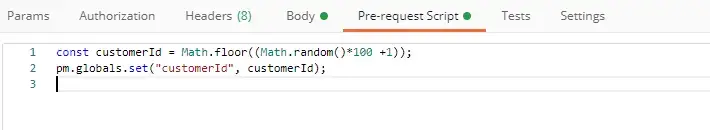 Params Authorization Headers (8) Body Pre-request Script Tests Settings
1 const customerId = Math.floor((Math.random()*100 +1));
2 pm.globals.set("customerId", customerId);
3